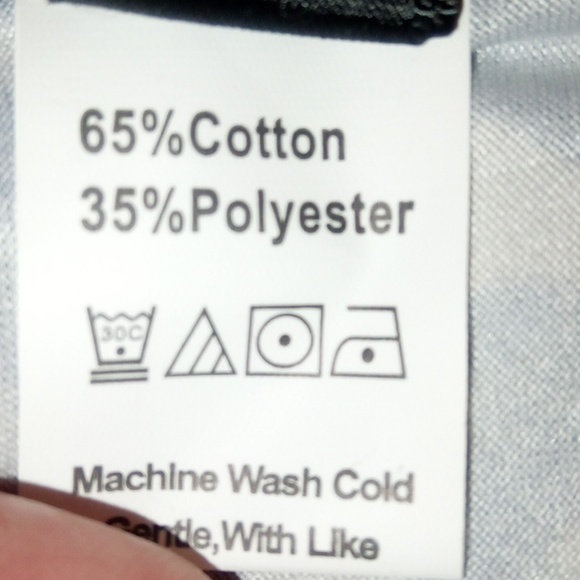 65%Cotton
35%Polyester
30C
Machine Wash Cold
Gentle,With Like